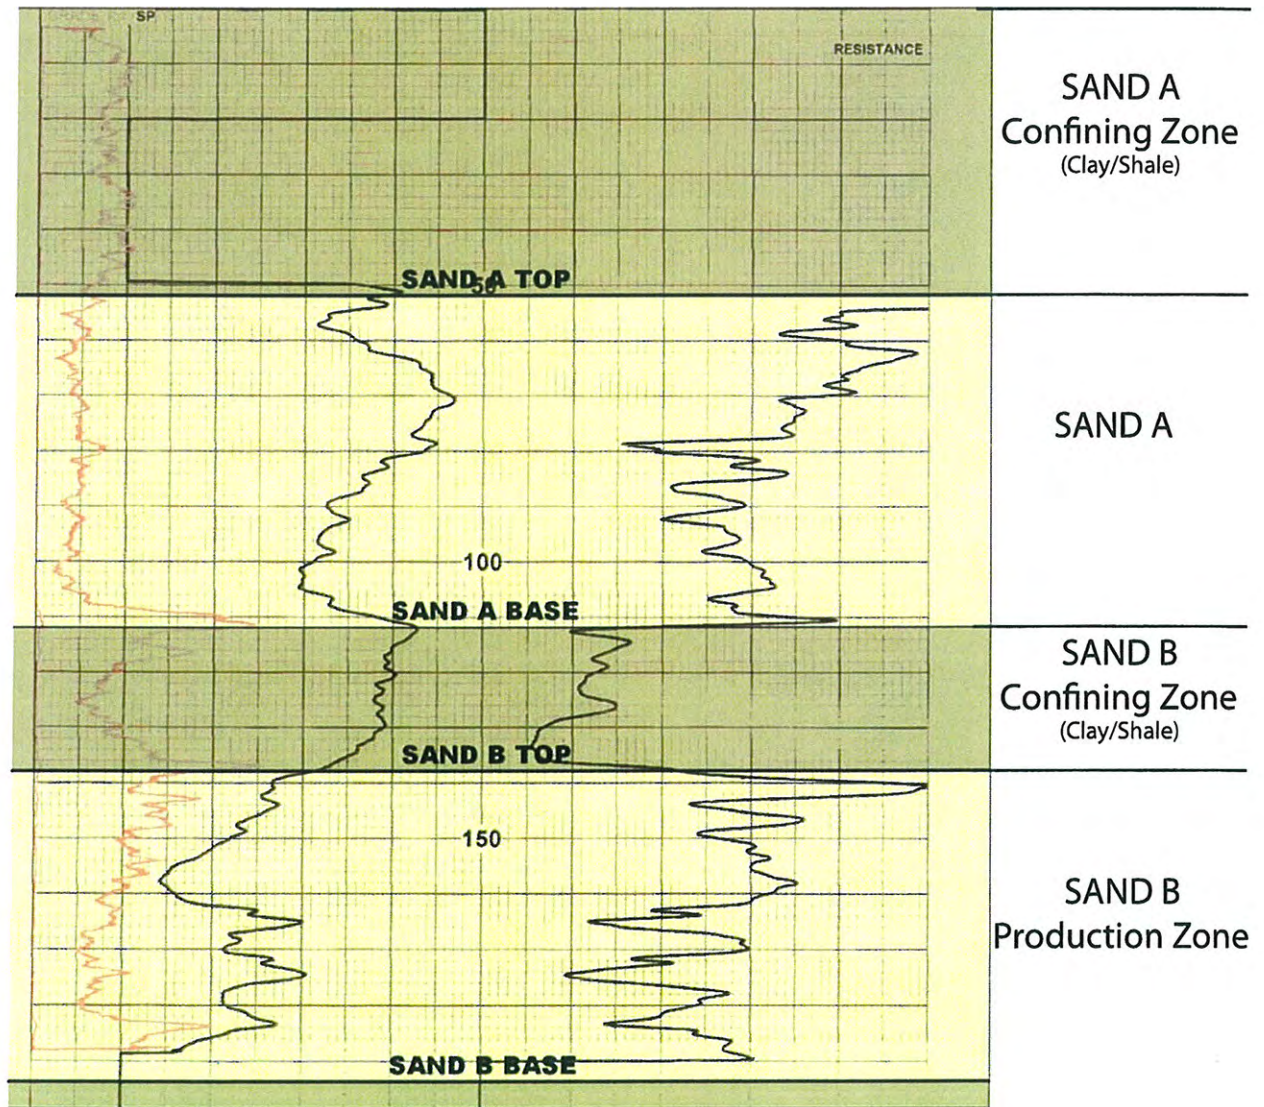 SP
RESISTANCE
SAND A
Confining Zone
(Clay/Shale)
SAND A TOP
50
SAND A
100
SAND A BASE
SAND B
Confining Zone
(Clay/Shale)
SAND B TOP
150
SAND B
Production Zone
SAND B BASE